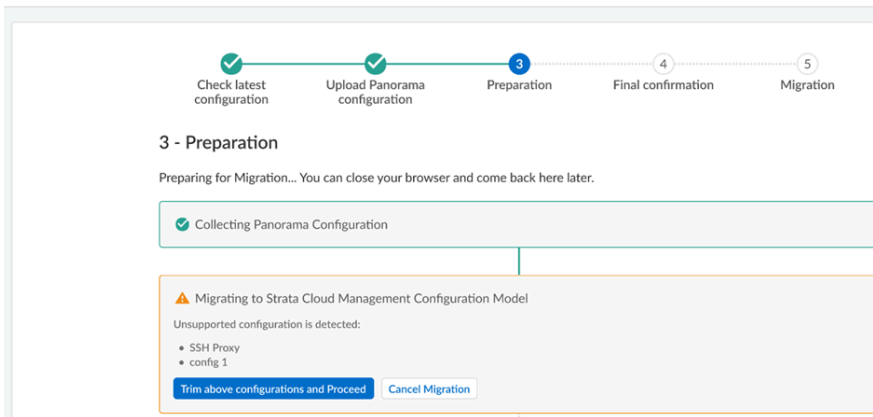 3
4
5
Check latest
configuration
Upload Panorama
configuration
Preparation
Final confirmation
Migration
3 - Preparation
Preparing for Migration... You can close your browser and come back here later.
Collecting Panorama Configuration
Migrating to Strata Cloud Management Configuration Model
Unsupported configuration is detected:
• SSH Proxy
• config 1
Trim above configurations and Proceed
Cancel Migration